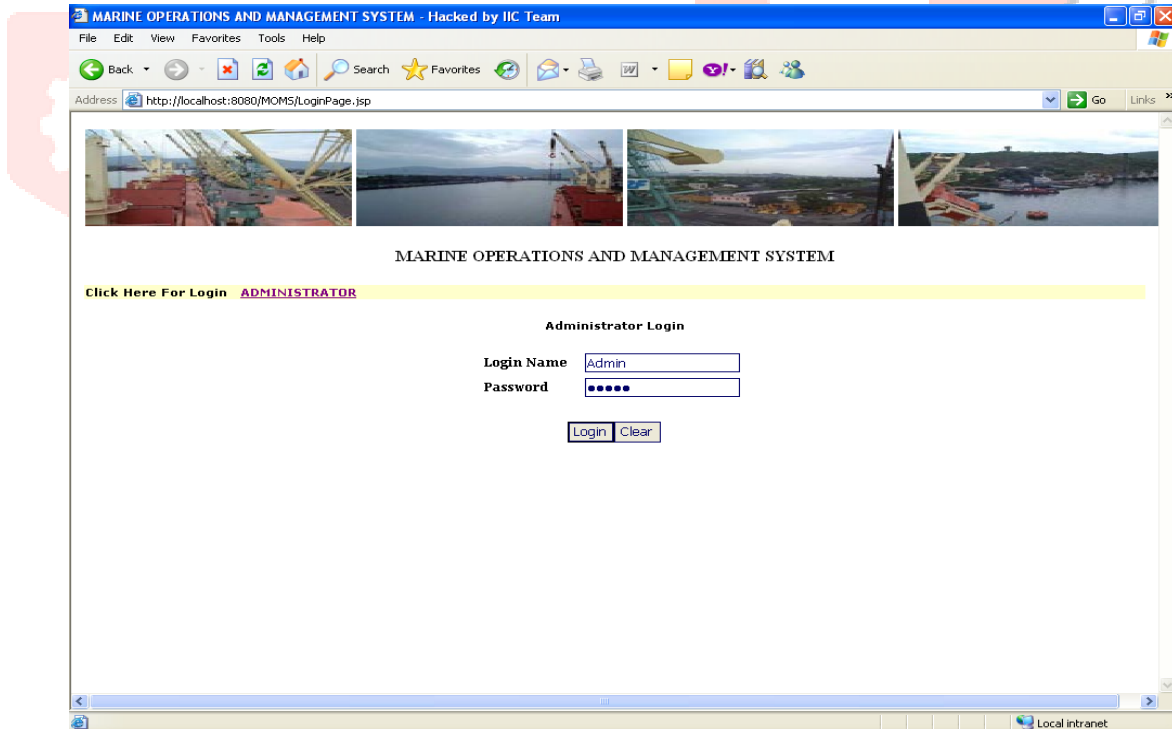 MARINE OPERATIONS AND MANAGEMENT SYSTEM - Hacked by IIC Team
File Edit View Favorites Tools Help
Back Search Favorites
Address http://localhost:8080/MOMS/LoginPage.jsp Go Links »
MARINE OPERATIONS AND MANAGEMENT SYSTEM
Click Here For Login ADMINISTRATOR
Administrator Login
Login Name Admin
Password •••••
Login Clear
Local intranet